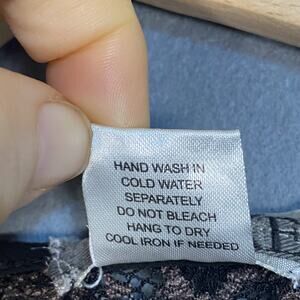 HAND WASH IN
COLD WATER
SEPARATELY
DO NOT BLEACH
HANG TO DRY
COOL IRON IF NEEDED